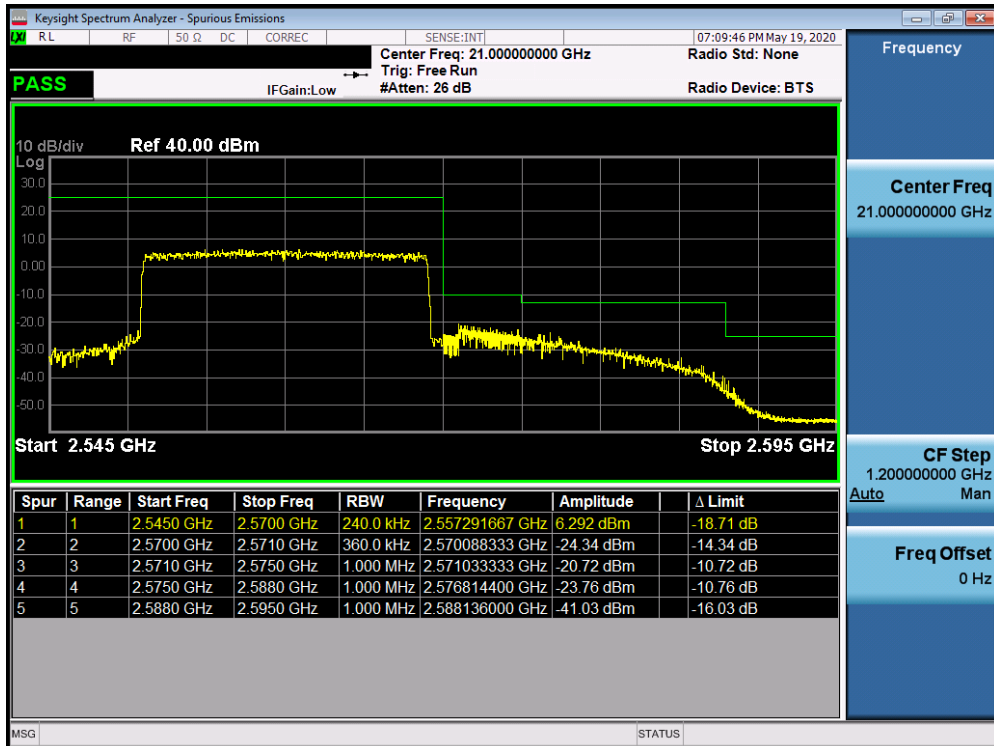 Keysight Spectrum Analyzer - Spurious Emissions
LXI RL RF 50 Ω DC CORREC SENSE:INT 07:09:46 PM May 19, 2020
Center Freq: 21.000000000 GHz Radio Std: None
Trig: Free Run
PASS IFGain:Low #Atten: 26 dB Radio Device: BTS
10 dB/div Ref 40.00 dBm
Log
30.0
20.0
10.0
0.00
-10.0
-20.0
-30.0
-40.0
-50.0
Start 2.545 GHz Stop 2.595 GHz
Spur Range Start Freq Stop Freq RBW Frequency Amplitude Δ Limit
1 1 2.5450 GHz 2.5700 GHz 240.0 kHz 2.557291667 GHz 6.292 dBm -18.71 dB
2 2 2.5700 GHz 2.5710 GHz 360.0 kHz 2.570088333 GHz -24.34 dBm -14.34 dB
3 3 2.5710 GHz 2.5750 GHz 1.000 MHz 2.571033333 GHz -20.72 dBm -10.72 dB
4 4 2.5750 GHz 2.5880 GHz 1.000 MHz 2.576814400 GHz -23.76 dBm -10.76 dB
5 5 2.5880 GHz 2.5950 GHz 1.000 MHz 2.588136000 GHz -41.03 dBm -16.03 dB
MSG STATUS
Frequency
Center Freq
21.000000000 GHz
CF Step
1.200000000 GHz
Auto Man
Freq Offset
0 Hz